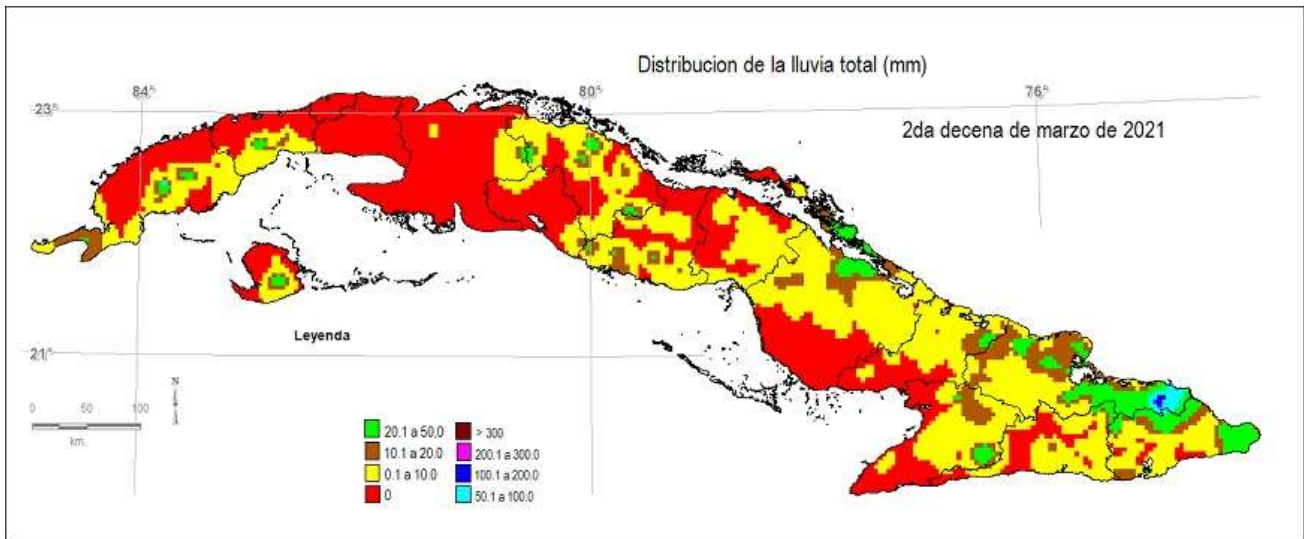 Distribucion de la lluvia total (mm)
84° 80° 76°
23°
2da decena de marzo de 2021
Leyenda
21°
N
0 50 100
km.
20.1 a 50,0 > 300
10.1 a 20.0 200.1 a 300.0
0.1 a 10.0 100.1 a 200.0
0 50.1 a 100.0